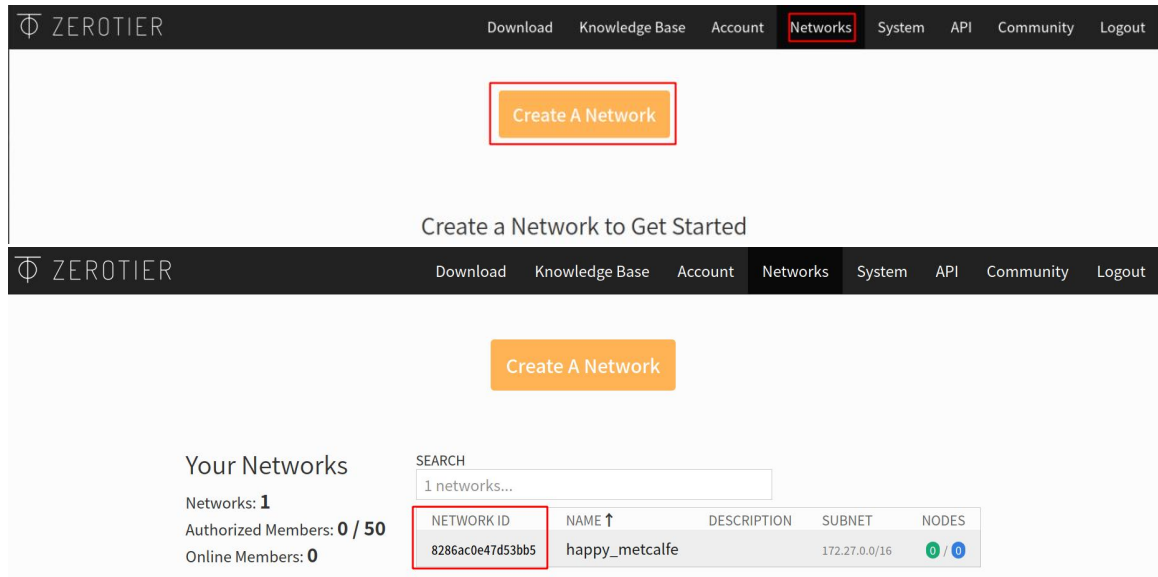 ZEROTIER Download Knowledge Base Account Networks System API Community Logout
Create A Network
Create a Network to Get Started
ZEROTIER Download Knowledge Base Account Networks System API Community Logout
Create A Network
Your Networks
Networks: 1
Authorized Members: 0 / 50
Online Members: 0
SEARCH
1 networks...
NETWORK ID NAME ↑ DESCRIPTION SUBNET NODES
8286ac0e47d53bb5 happy_metcalfe 172.27.0.0/16 0 / 0